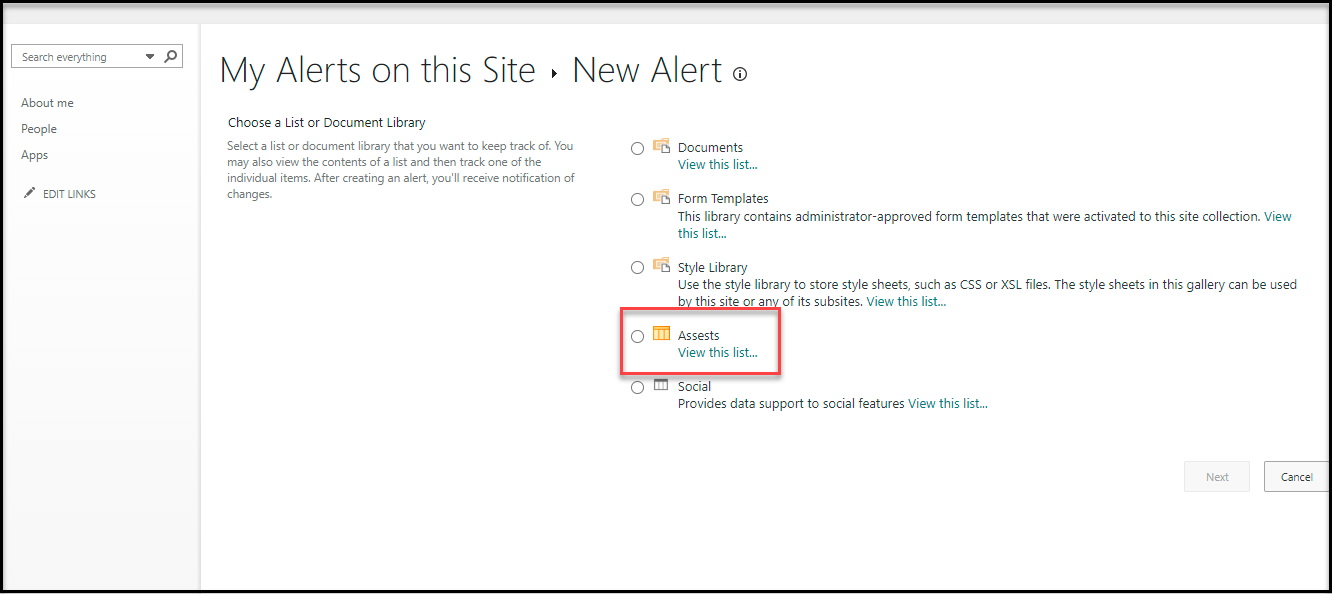 Search everything
About me
People
Apps
EDIT LINKS
My Alerts on this Site ▸ New Alert
Choose a List or Document Library
Select a list or document library that you want to keep track of. You
may also view the contents of a list and then track one of the
individual items. After creating an alert, you'll receive notification of
changes.
Documents
View this list...
Form Templates
This library contains administrator-approved form templates that were activated to this site collection. View
this list...
Style Library
Use the style library to store style sheets, such as CSS or XSL files. The style sheets in this gallery can be used
by this site or any of its subsites. View this list...
Assests
View this list...
Social
Provides data support to social features View this list...
Next
Cancel